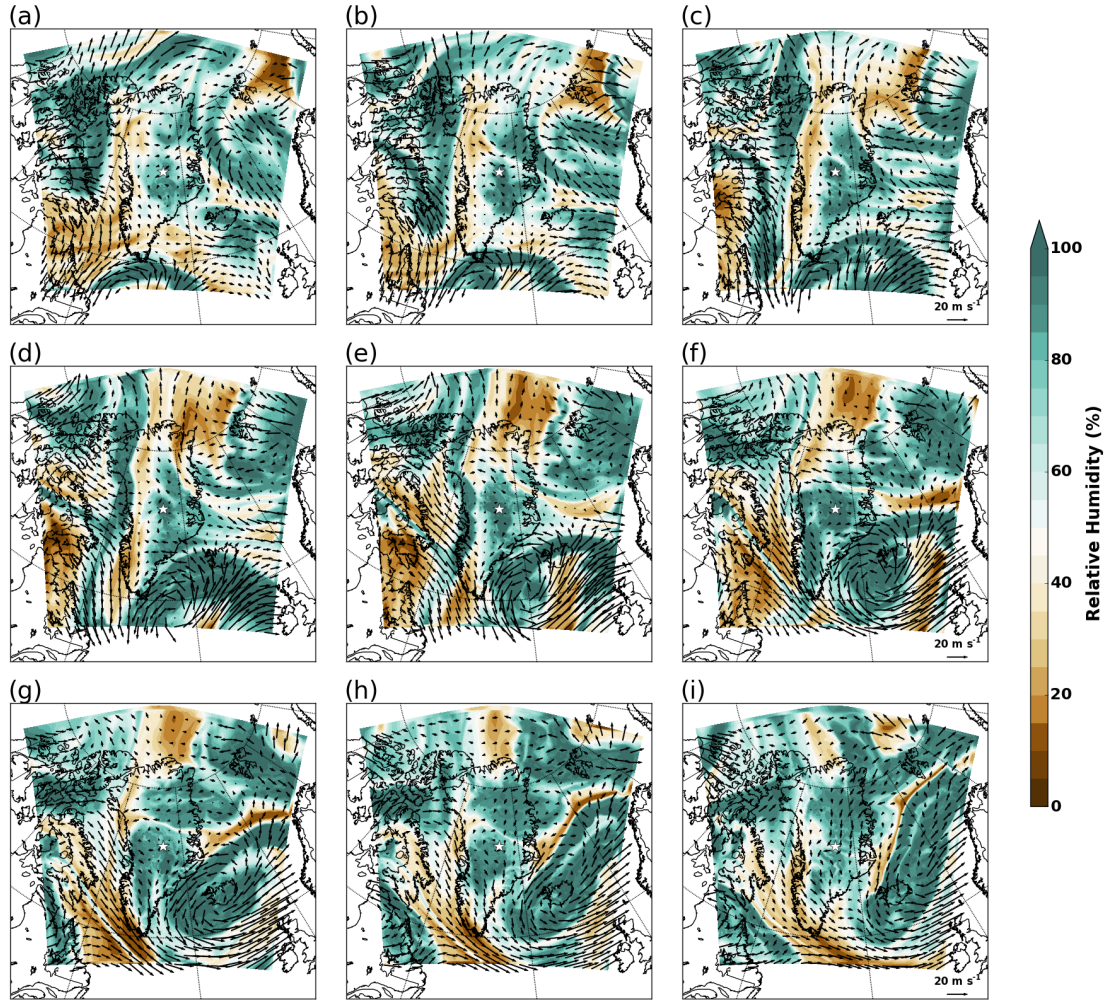 (a)
(b)
(c)
20 m s⁻¹
(d)
(e)
(f)
20 m s⁻¹
(g)
(h)
(i)
20 m s⁻¹
100
80
60
40
20
0
Relative Humidity (%)